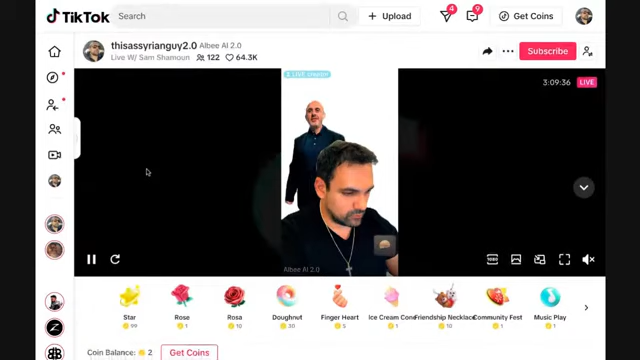 TikTok
Search
+ Upload
4
9
Get Coins
thisassyrianguy2.0 Albee AI 2.0
Live W/ Sam Shamoun 122 64.3K
Subscribe
LIVE creator
3:09:36 LIVE
1080
Albee AI 2.0
Star
99
Rose
1
Rosa
10
Doughnut
30
Finger Heart
5
Ice Cream Cone
1
Friendship Necklace
10
Community Fest
1
Music Play
1
Coin Balance: 2 Get Coins